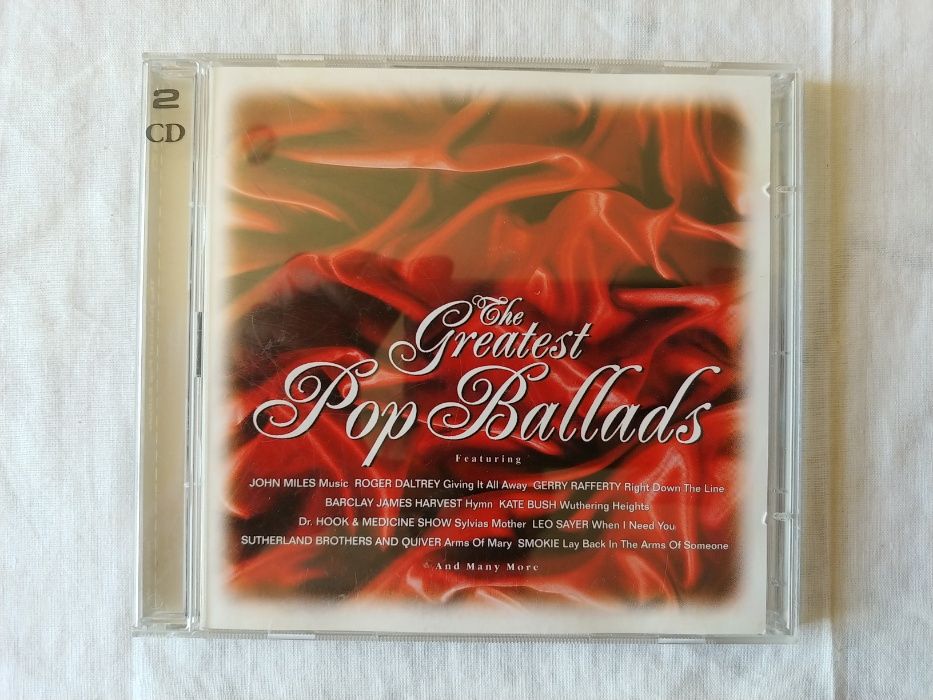 2
CD
The
Greatest
Pop Ballads
Featuring
JOHN MILES Music ROGER DALTREY Giving It All Away GERRY RAFFERTY Right Down The Line
BARCLAY JAMES HARVEST Hymn KATE BUSH Wuthering Heights
Dr. HOOK & MEDICINE SHOW Sylvias Mother LEO SAYER When I Need You
SUTHERLAND BROTHERS AND QUIVER Arms Of Mary SMOKIE Lay Back In The Arms Of Someone
And Many More